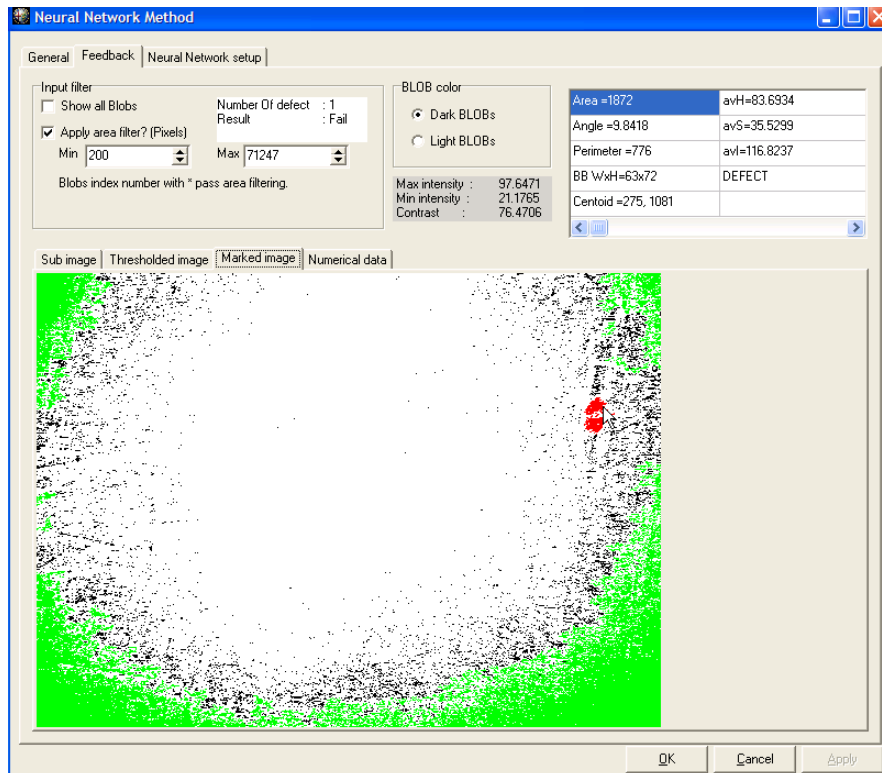 Neural Network Method
General Feedback Neural Network setup
Input filter
Show all Blobs
Number Of defect : 1
Result : Fail
Apply area filter? (Pixels)
Min 200 Max 71247
Blobs index number with * pass area filtering.
BLOB color
Dark BLOBs
Light BLOBs
Max intensity : 97.6471
Min intensity : 21.1765
Contrast : 76.4706
Area =1872 avH=83.6934
Angle =9.8418 avS=35.5299
Perimeter =776 avI=116.8237
BB WxH=63x72 DEFECT
Centoid =275, 1081
Sub image Thresholded image Marked image Numerical data
OK Cancel Apply